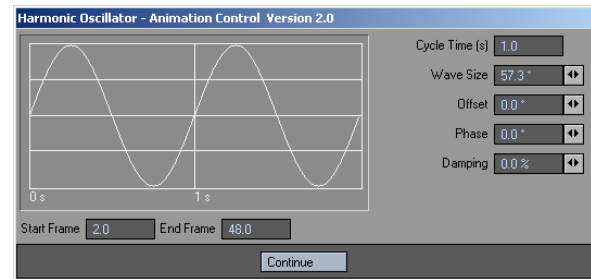 Harmonic Oscillator - Animation Control Version 2.0
Cycle Time (s) 1.0
Wave Size 57.3 °
Offset 0.0 °
Phase 0.0 °
Damping 0.0 %
0 s 1 s
Start Frame 2.0 End Frame 48.0
Continue